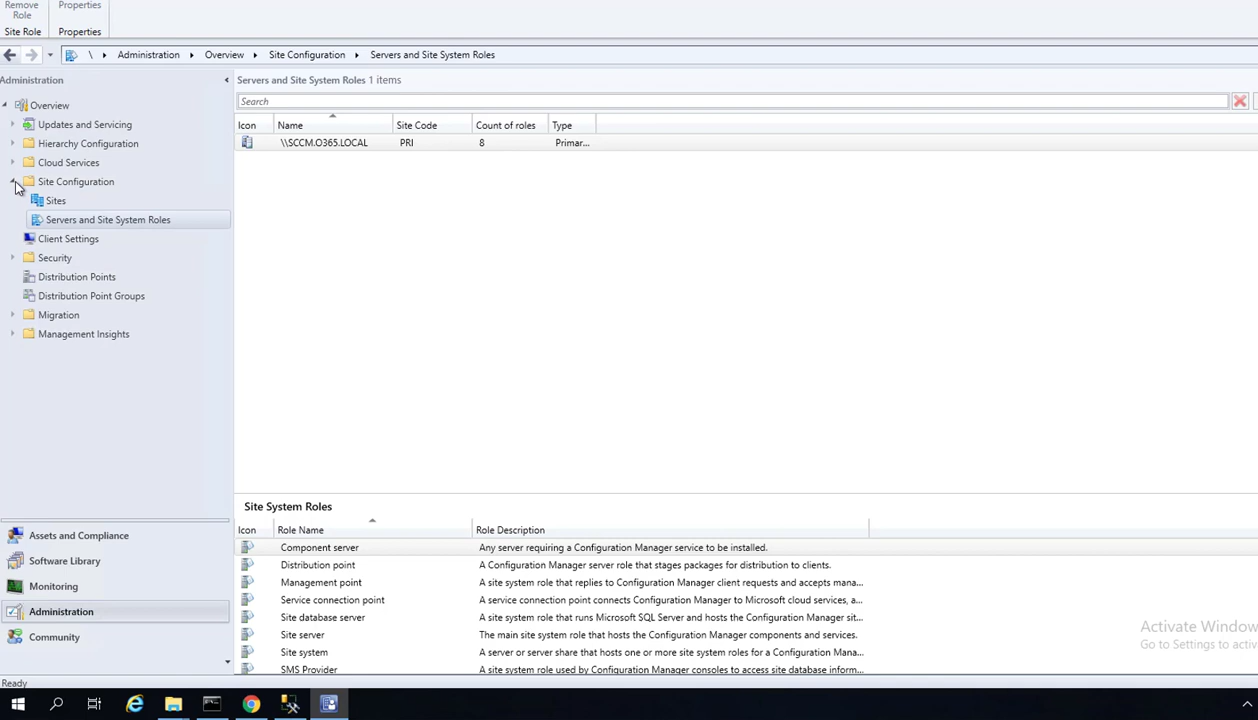 Remove
Role
Properties
Site Role
Properties
\ Administration Overview Site Configuration Servers and Site System Roles
Administration
Overview
Updates and Servicing
Hierarchy Configuration
Cloud Services
Site Configuration
Sites
Servers and Site System Roles
Client Settings
Security
Distribution Points
Distribution Point Groups
Migration
Management Insights
Assets and Compliance
Software Library
Monitoring
Administration
Community
Servers and Site System Roles 1 items
Search
Icon Name Site Code Count of roles Type
\\SCCM.O365.LOCAL PRI 8 Primar...
Site System Roles
Icon Role Name Role Description
Component server Any server requiring a Configuration Manager service to be installed.
Distribution point A Configuration Manager server role that stages packages for distribution to clients.
Management point A site system role that replies to Configuration Manager client requests and accepts mana...
Service connection point A service connection point connects Configuration Manager to Microsoft cloud services, a...
Site database server A site system role that runs Microsoft SQL Server and hosts the Configuration Manager sit...
Site server The main site system role that hosts the Configuration Manager components and services.
Site system A server or server share that hosts one or more site system roles for a Configuration Mana...
SMS Provider A site system role used by Configuration Manager consoles to access site database inform...
Activate Window
Go to Settings to activ
Ready